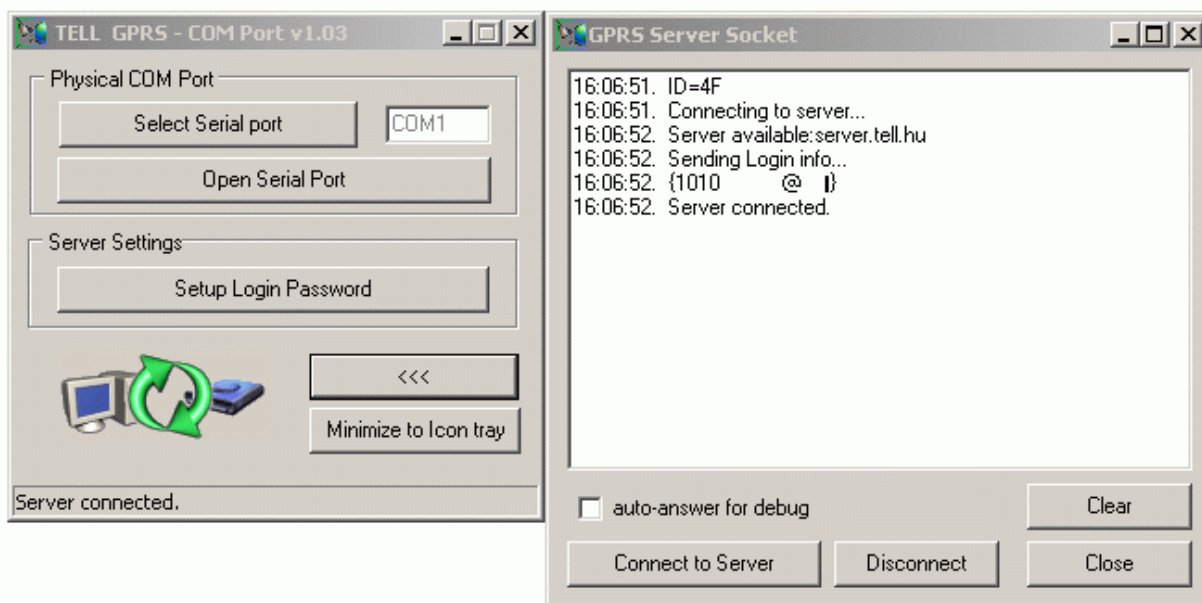 TELL GPRS - COM Port v1.03
Physical COM Port
Select Serial port
COM1
Open Serial Port
Server Settings
Setup Login Password
<<<
Minimize to Icon tray
Server connected.
GPRS Server Socket
16:06:51. ID=4F
16:06:51. Connecting to server...
16:06:52. Server available:server.tell.hu
16:06:52. Sending Login info...
16:06:52. {1010 @ }
16:06:52. Server connected.
auto-answer for debug
Clear
Connect to Server
Disconnect
Close